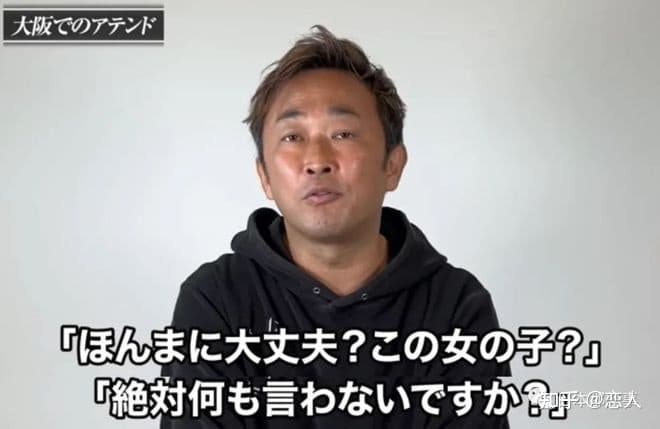 大阪でのアテンド
「ほんまに大丈夫？この女の子？」
「絶対何も言わないですか？」
知乎 @恋人